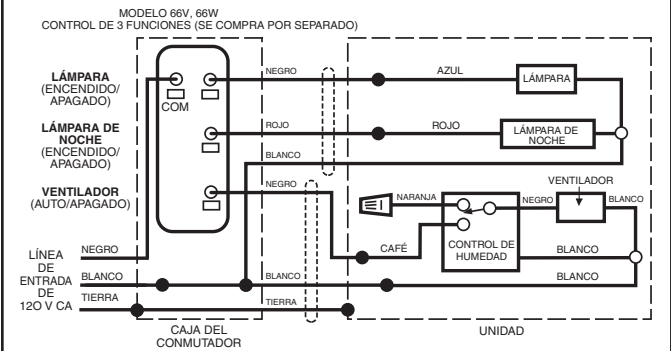 MODELO 66V, 66W
CONTROL DE 3 FUNCIONES (SE COMPRA POR SEPARADO)
LÁMPARA
(ENCENDIDO/
APAGADO)
COM
NEGRO
AZUL
LÁMPARA
LÁMPARA DE
NOCHE
(ENCENDIDO/
APAGADO)
ROJO
ROJO
LÁMPARA DE
NOCHE
BLANCO
VENTILADOR
(AUTO/APAGADO)
NEGRO
NARANJA
NEGRO
VENTILADOR
BLANCO
CAFÉ
CONTROL DE
HUMEDAD
BLANCO
LÍNEA
DE
ENTRADA
DE
12O V CA
NEGRO
BLANCO
BLANCO
BLANCO
TIERRA
TIERRA
CAJA DEL
CONMUTADOR
UNIDAD